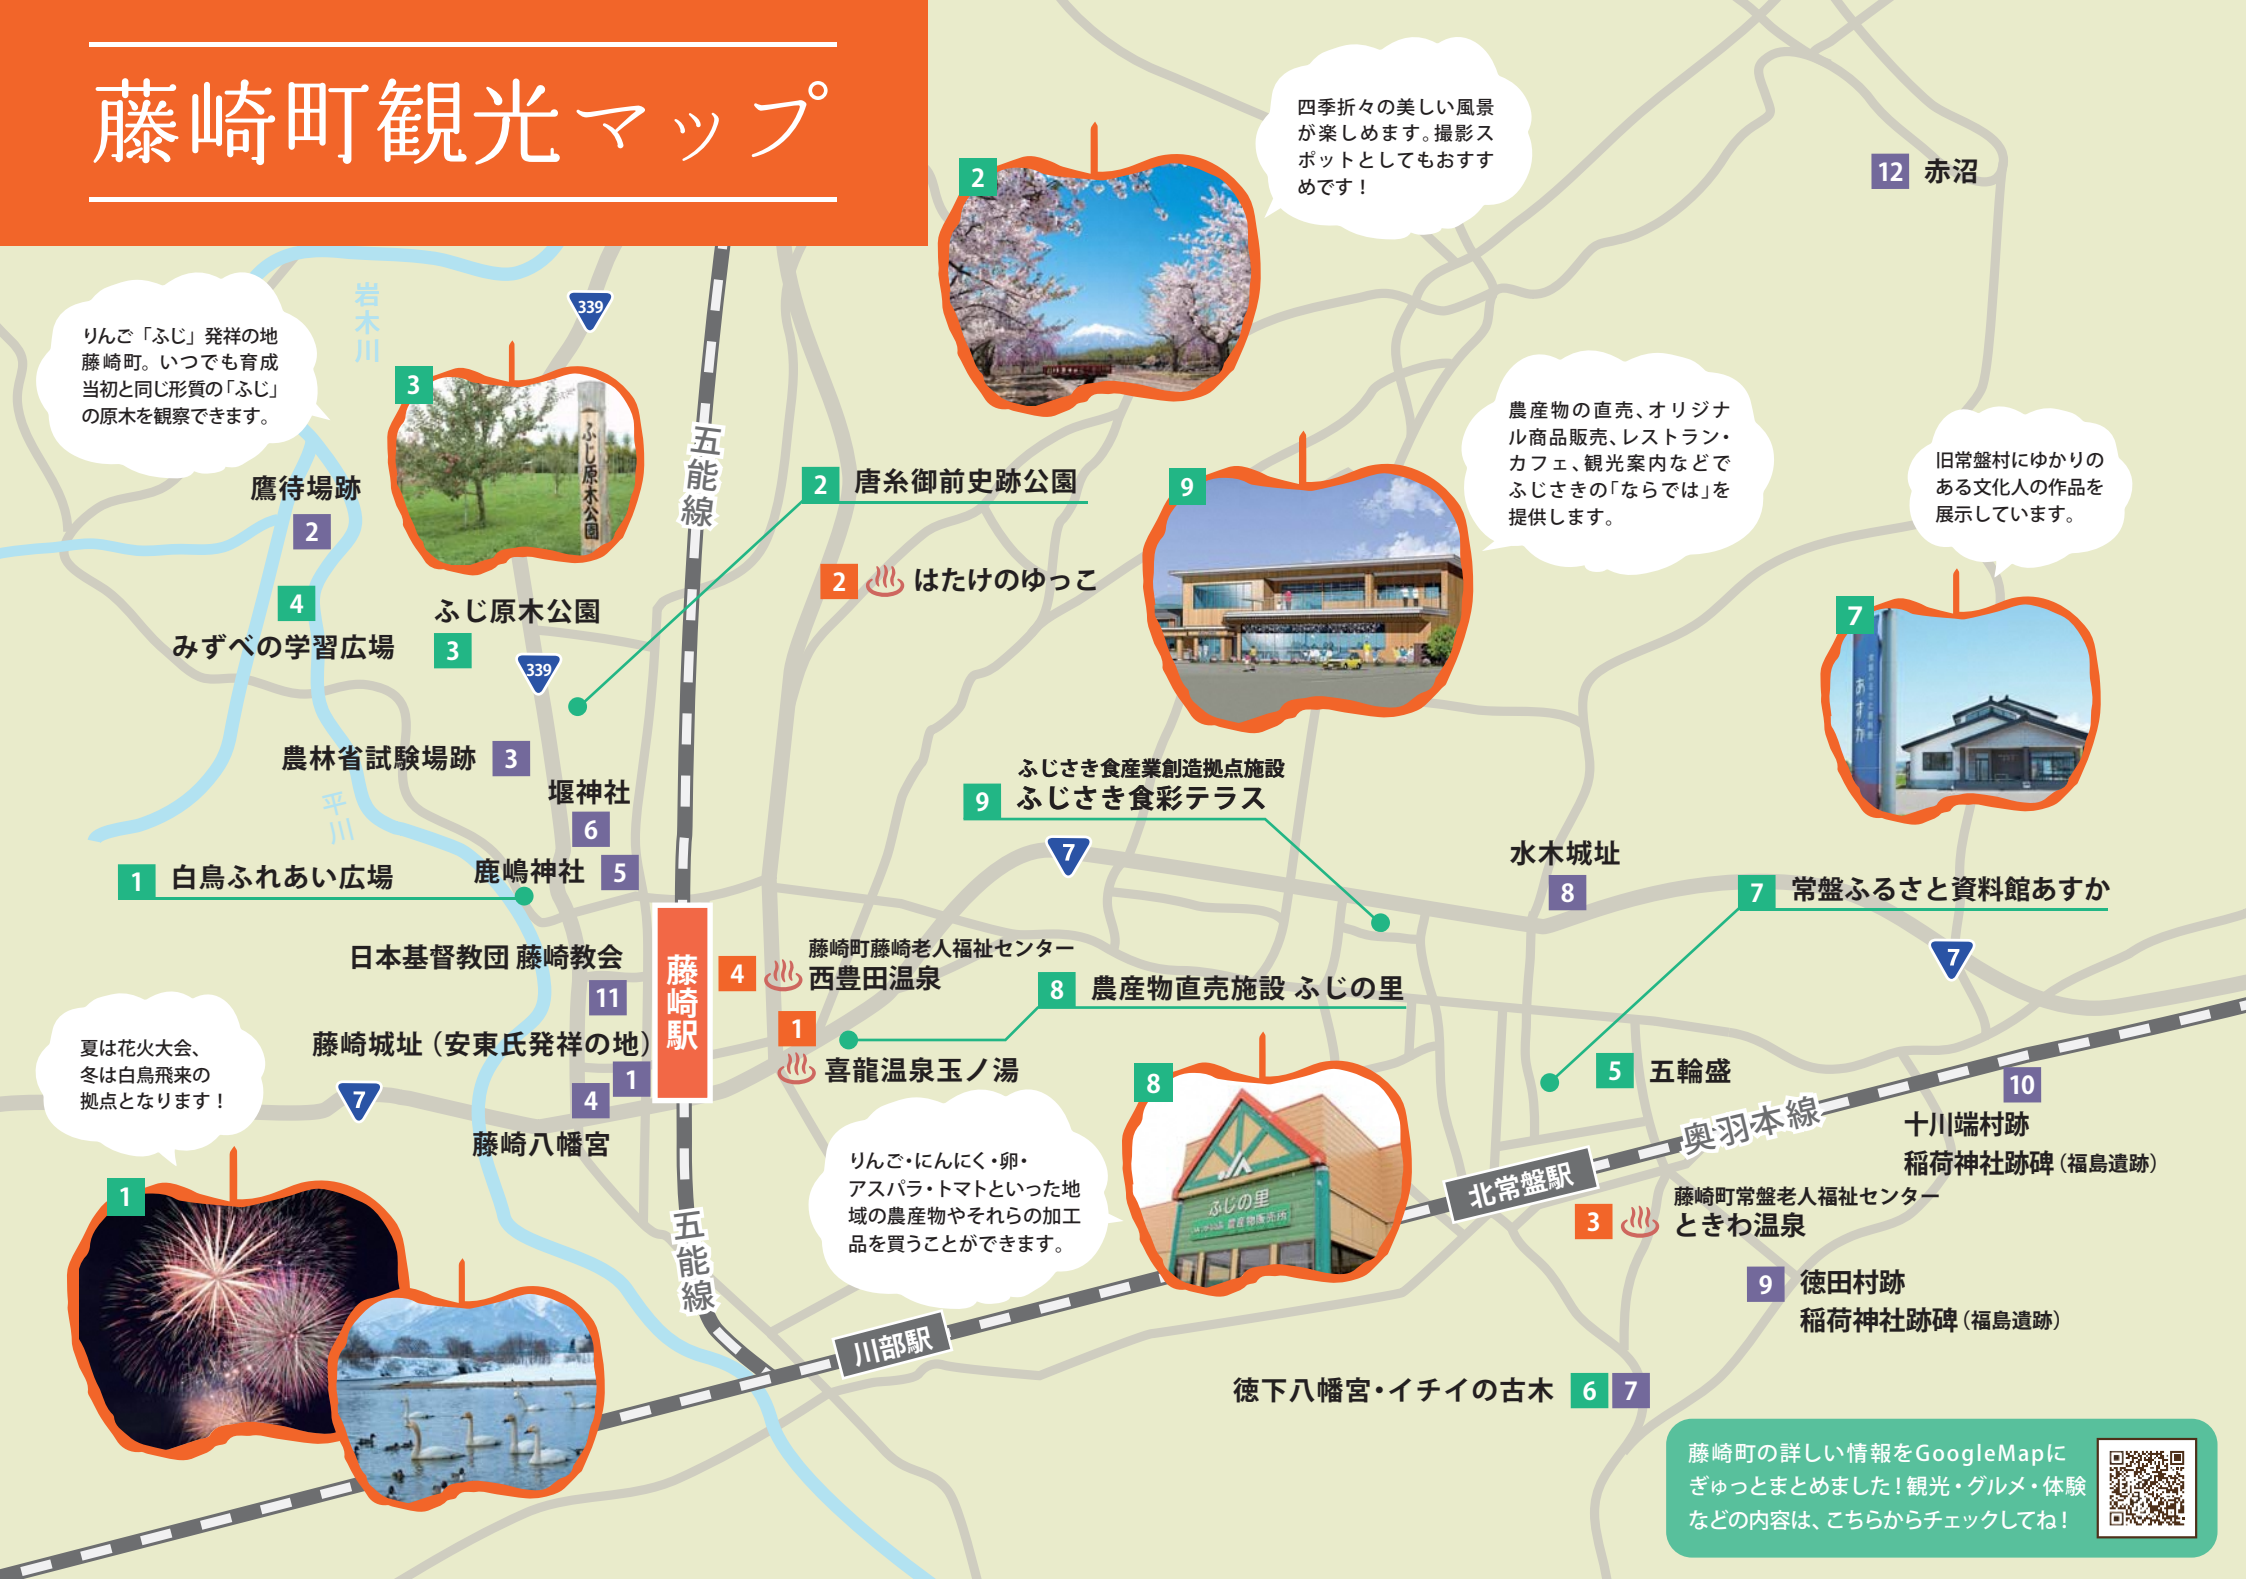 藤崎町観光マップ
四季折々の美しい風景
が楽しめます。撮影ス
ポットとしてもおすす
めです！
2
12 赤沼
岩木川
339
りんご「ふじ」発祥の地
藤崎町。いつでも育成
当初と同じ形質の「ふじ」
の原木を観察できます。
3
ふじ原木公園
五能線
農産物の直売、オリジナ
ル商品販売、レストラン・
カフェ、観光案内などで
ふじさきの「ならでは」を
提供します。
旧常盤村にゆかりの
ある文化人の作品を
展示しています。
鷹待場跡
2
2 唐糸御前史跡公園
9
2 はたけのゆっこ
4
みずべの学習広場
ふじ原木公園
3
339
7
あすか
農林省試験場跡 3
堰神社
6
平川
ふじさき食産業創造拠点施設
9 ふじさき食彩テラス
7
水木城址
8
1 白鳥ふれあい広場
鹿嶋神社 5
7 常盤ふるさと資料館あすか
7
日本基督教団 藤崎教会
11
藤崎駅
藤崎町藤崎老人福祉センター
4 西豊田温泉
8 農産物直売施設 ふじの里
1
喜龍温泉玉ノ湯
藤崎城址（安東氏発祥の地）
1
4
藤崎八幡宮
7
夏は花火大会、
冬は白鳥飛来の
拠点となります！
8
ふじの里
5 五輪盛
奥羽本線
10
十川端村跡
稲荷神社跡碑（福島遺跡）
りんご・にんにく・卵・
アスパラ・トマトといった地
域の農産物やそれらの加工
品を買うことができます。
北常盤駅
藤崎町常盤老人福祉センター
3 ときわ温泉
1
五能線
9 徳田村跡
稲荷神社跡碑（福島遺跡）
川部駅
徳下八幡宮・イチイの古木 6 7
藤崎町の詳しい情報をGoogleMapに
ぎゅっとまとめました！観光・グルメ・体験
などの内容は、こちらからチェックしてね！